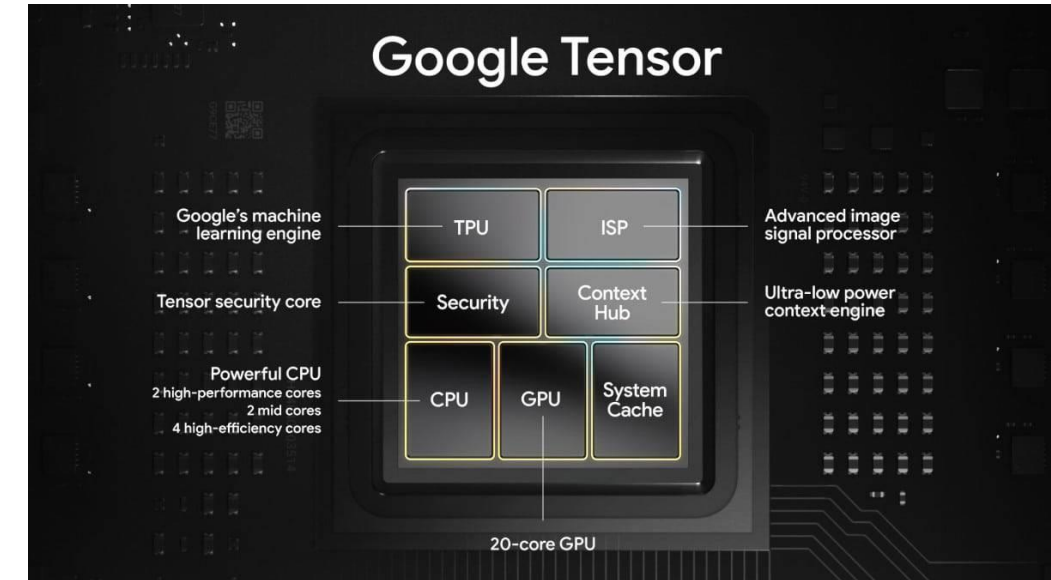 Google Tensor
Google's machine
learning engine
TPU
ISP
Advanced image
signal processor
Tensor security core
Security
Context
Hub
Ultra-low power
context engine
Powerful CPU
2 high-performance cores
2 mid cores
4 high-efficiency cores
CPU
GPU
System
Cache
20-core GPU